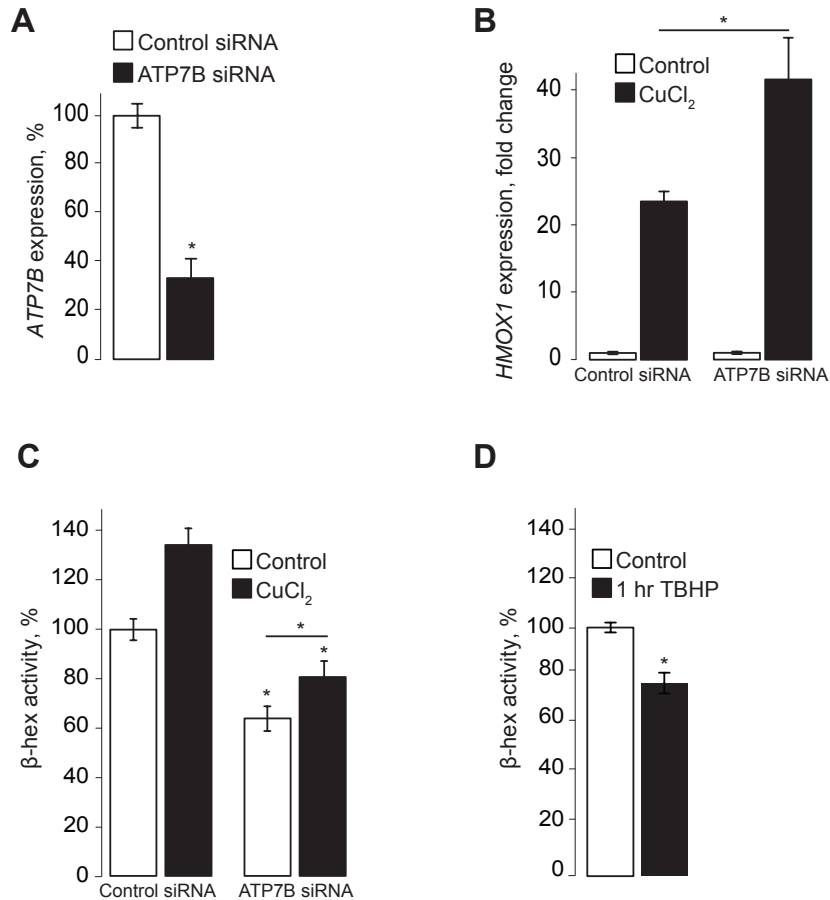 A
Control siRNA
ATP7B siRNA
ATP7B expression, %
100
80
60
40
20
0
*
B
*
Control
CuCl₂
HMOX1 expression, fold change
40
30
20
10
0
Control siRNA
ATP7B siRNA
C
β-hex activity, %
140
120
100
80
60
40
20
0
Control
CuCl₂
*
*
*
Control siRNA
ATP7B siRNA
D
β-hex activity, %
140
120
100
80
60
40
20
0
Control
1 hr TBHP
*